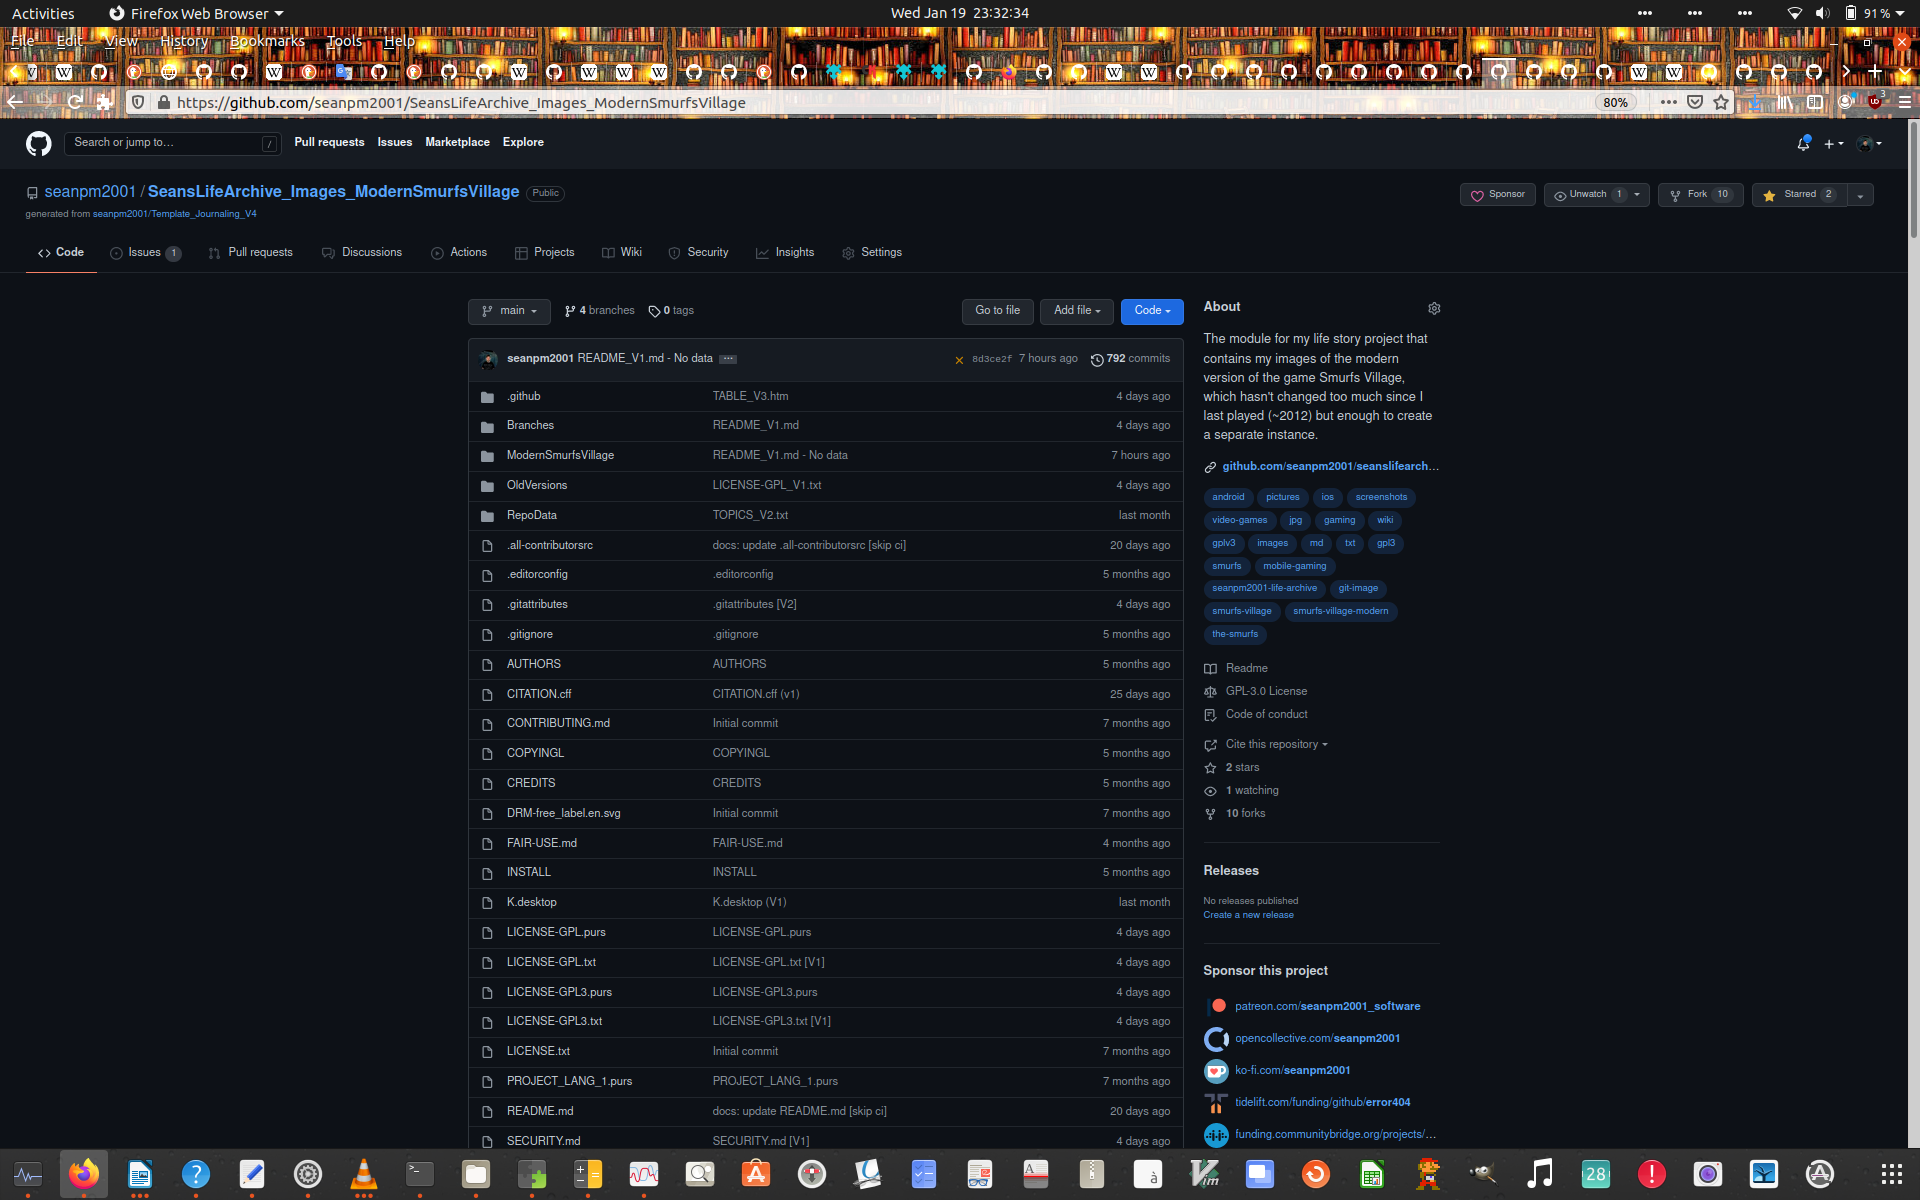 Activities
Firefox Web Browser
Wed Jan 19 23:32:34
91 %
File Edit View History Bookmarks Tools Help
https://github.com/seanpm2001/SeansLifeArchive_Images_ModernSmurfsVillage
80%
3
Search or jump to…
/
Pull requests Issues Marketplace Explore
seanpm2001 / SeansLifeArchive_Images_ModernSmurfsVillage Public
Sponsor
Unwatch 1
Fork 10
Starred 2
generated from seanpm2001/Template_Journaling_V4
Code
Issues 1
Pull requests
Discussions
Actions
Projects
Wiki
Security
Insights
Settings
main
4 branches
0 tags
Go to file
Add file
Code
seanpm2001 README_V1.md - No data
8d3ce2f 7 hours ago
792 commits
.github TABLE_V3.htm 4 days ago
Branches README_V1.md 4 days ago
ModernSmurfsVillage README_V1.md - No data 7 hours ago
OldVersions LICENSE-GPL_V1.txt 4 days ago
RepoData TOPICS_V2.txt last month
.all-contributorsrc docs: update .all-contributorsrc [skip ci] 20 days ago
.editorconfig .editorconfig 5 months ago
.gitattributes .gitattributes [V2] 4 days ago
.gitignore .gitignore 5 months ago
AUTHORS AUTHORS 5 months ago
CITATION.cff CITATION.cff (v1) 25 days ago
CONTRIBUTING.md Initial commit 7 months ago
COPYINGL COPYINGL 5 months ago
CREDITS CREDITS 5 months ago
DRM-free_label.en.svg Initial commit 7 months ago
FAIR-USE.md FAIR-USE.md 4 months ago
INSTALL INSTALL 5 months ago
K.desktop K.desktop (V1) last month
LICENSE-GPL.purs LICENSE-GPL.purs 4 days ago
LICENSE-GPL.txt LICENSE-GPL.txt [V1] 4 days ago
LICENSE-GPL3.purs LICENSE-GPL3.purs 4 days ago
LICENSE-GPL3.txt LICENSE-GPL3.txt [V1] 4 days ago
LICENSE.txt Initial commit 7 months ago
PROJECT_LANG_1.purs PROJECT_LANG_1.purs 7 months ago
README.md docs: update README.md [skip ci] 20 days ago
SECURITY.md SECURITY.md [V1] 4 days ago
About
The module for my life story project that
contains my images of the modern
version of the game Smurfs Village,
which hasn't changed too much since I
last played (~2012) but enough to create
a separate instance.
github.com/seanpm2001/seanslifearch…
android pictures ios screenshots
video-games jpg gaming wiki
gplv3 images md txt gpl3
smurfs mobile-gaming
seanpm2001-life-archive git-image
smurfs-village smurfs-village-modern
the-smurfs
Readme
GPL-3.0 License
Code of conduct
Cite this repository
2 stars
1 watching
10 forks
Releases
No releases published
Create a new release
Sponsor this project
patreon.com/seanpm2001_software
opencollective.com/seanpm2001
ko-fi.com/seanpm2001
tidelift.com/funding/github/error404
funding.communitybridge.org/projects/…
28